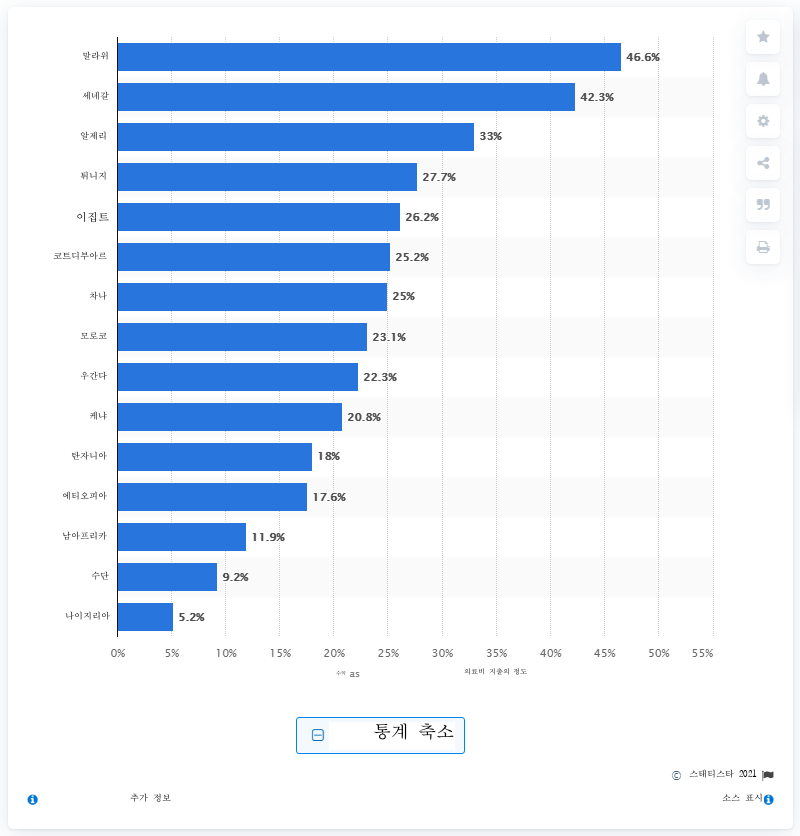 말라위 46.6%
세네갈 42.3%
알제리 33%
튀니지 27.7%
이집트 26.2%
코트디부아르 25.2%
차나 25%
모로코 23.1%
우간다 22.3%
케냐 20.8%
탄자니아 18%
에티오피아 17.6%
남아프리카 11.9%
수단 9.2%
나이지리아 5.2%
0% 5% 10% 15% 20% 25% 30% 35% 40% 45% 50% 55%
as 의료비 지출의 정도
통계 축소
© 스태티스타 2021
추가 정보 소스 표시